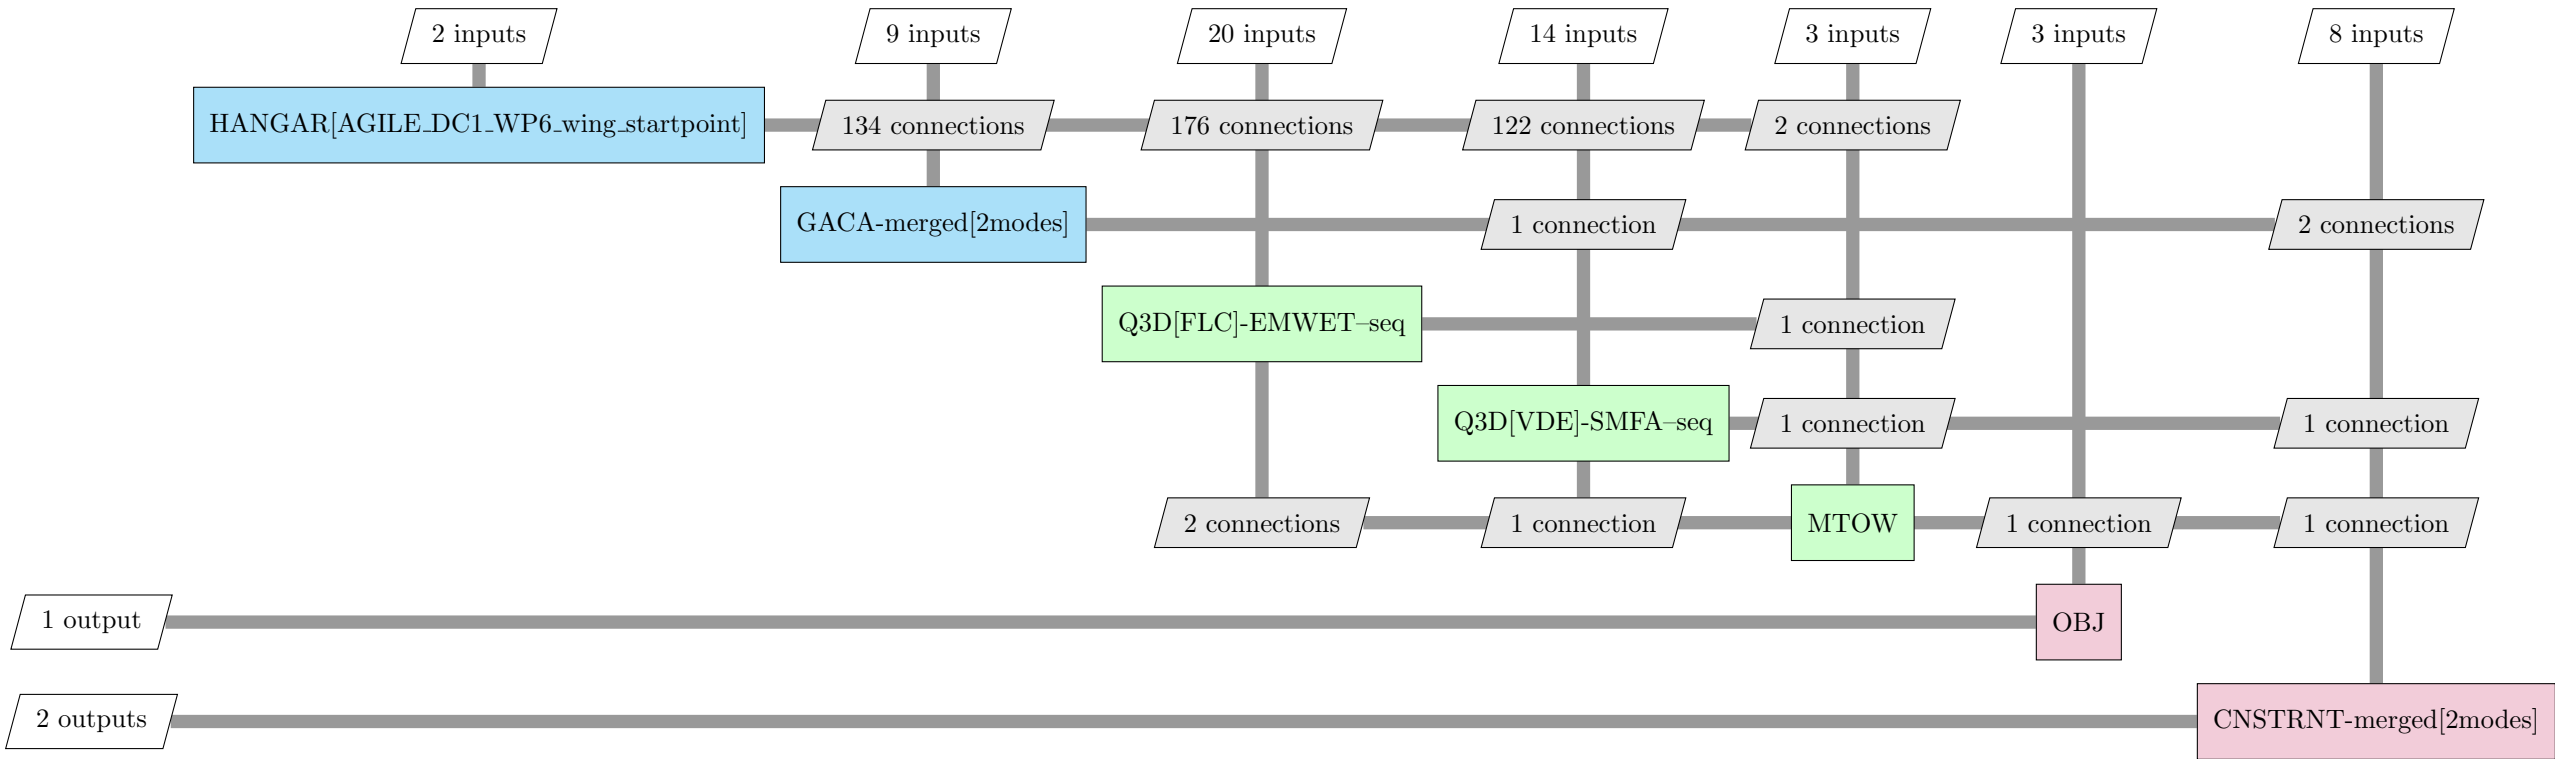 2 inputs
9 inputs
20 inputs
14 inputs
3 inputs
3 inputs
8 inputs
HANGAR[AGILE_DC1_WP6_wing_startpoint]
134 connections
176 connections
122 connections
2 connections
GACA-merged[2modes]
1 connection
2 connections
Q3D[FLC]-EMWET–seq
1 connection
Q3D[VDE]-SMFA–seq
1 connection
1 connection
2 connections
1 connection
MTOW
1 connection
1 connection
1 output
OBJ
2 outputs
CNSTRNT-merged[2modes]